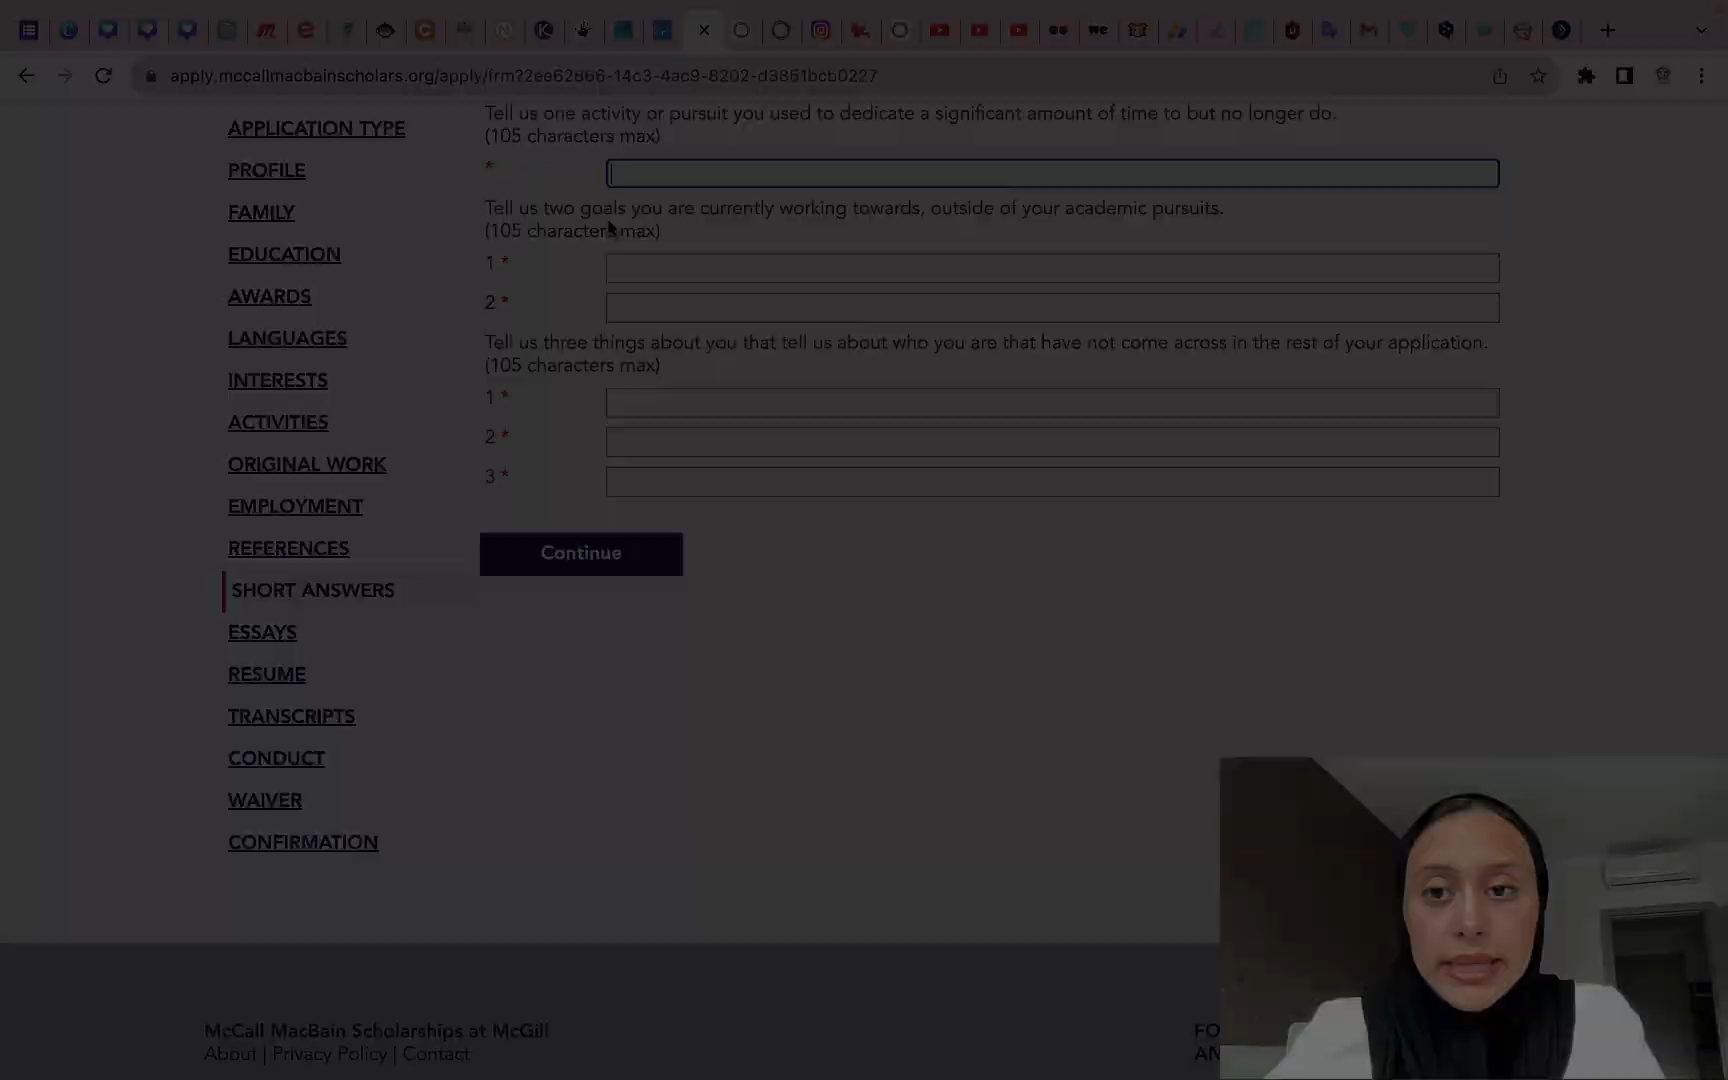 we
apply.mccallmacbainscholars.org/apply/frm?2ee62866-14c3-4ac9-8202-d3851bcb0227
APPLICATION TYPE
PROFILE
FAMILY
EDUCATION
AWARDS
LANGUAGES
INTERESTS
ACTIVITIES
ORIGINAL WORK
EMPLOYMENT
REFERENCES
SHORT ANSWERS
ESSAYS
RESUME
TRANSCRIPTS
CONDUCT
WAIVER
CONFIRMATION
Tell us one activity or pursuit you used to dedicate a significant amount of time to but no longer do.
(105 characters max)
*
Tell us two goals you are currently working towards, outside of your academic pursuits.
(105 characters max)
1 *
2 *
Tell us three things about you that tell us about who you are that have not come across in the rest of your application.
(105 characters max)
1 *
2 *
3 *
Continue
McCall MacBain Scholarships at McGill
About | Privacy Policy | Contact
FO
AN